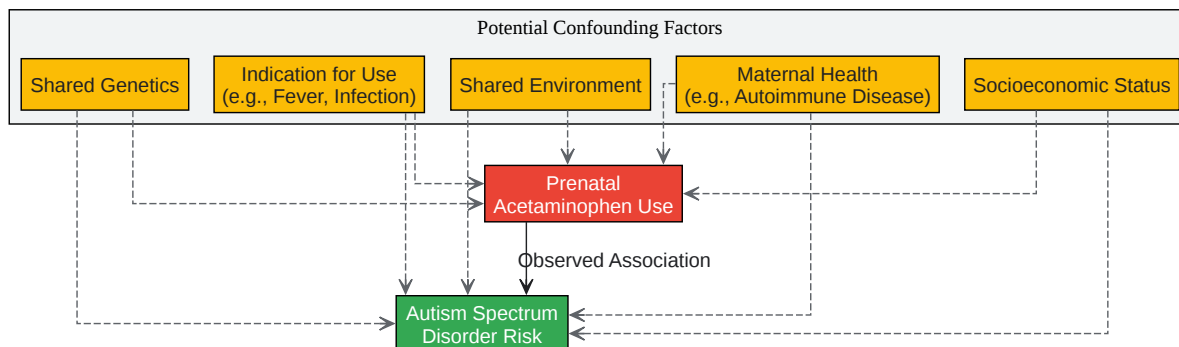 Potential Confounding Factors
Shared Genetics
Indication for Use
(e.g., Fever, Infection)
Shared Environment
Maternal Health
(e.g., Autoimmune Disease)
Socioeconomic Status
Prenatal
Acetaminophen Use
Observed Association
Autism Spectrum
Disorder Risk